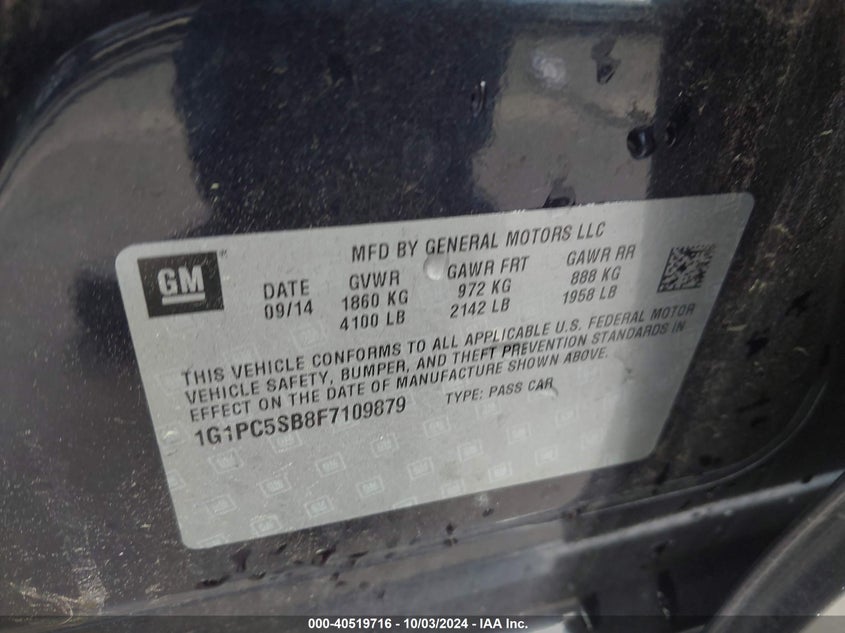 MFD BY GENERAL MOTORS LLC
GM®
DATE GVWR GAWR FRT GAWR RR
09/14 1860 KG 972 KG 888 KG
4100 LB 2142 LB 1958 LB
THIS VEHICLE CONFORMS TO ALL APPLICABLE U.S. FEDERAL MOTOR
VEHICLE SAFETY, BUMPER, AND THEFT PREVENTION STANDARDS IN
EFFECT ON THE DATE OF MANUFACTURE SHOWN ABOVE.
1G1PC5SB8F7109879 TYPE: PASS CAR
000-40519716 - 10/03/2024 - IAA Inc.